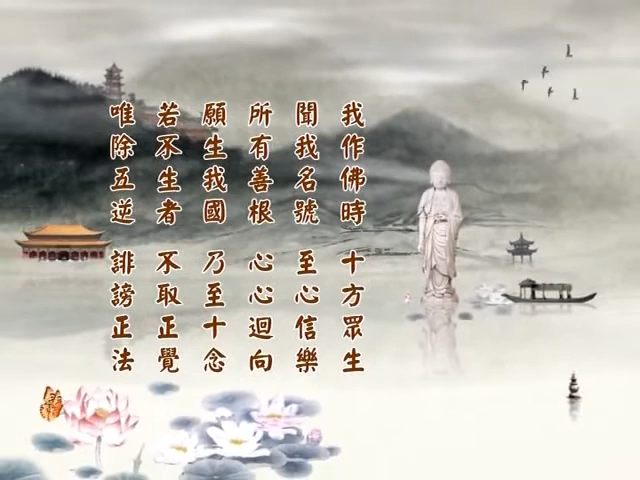 我作佛時 十方眾生
聞我名號 至心信樂
所有善根 心心迴向
願生我國 乃至十念
若不生者 不取正覺
唯除五逆 誹謗正法